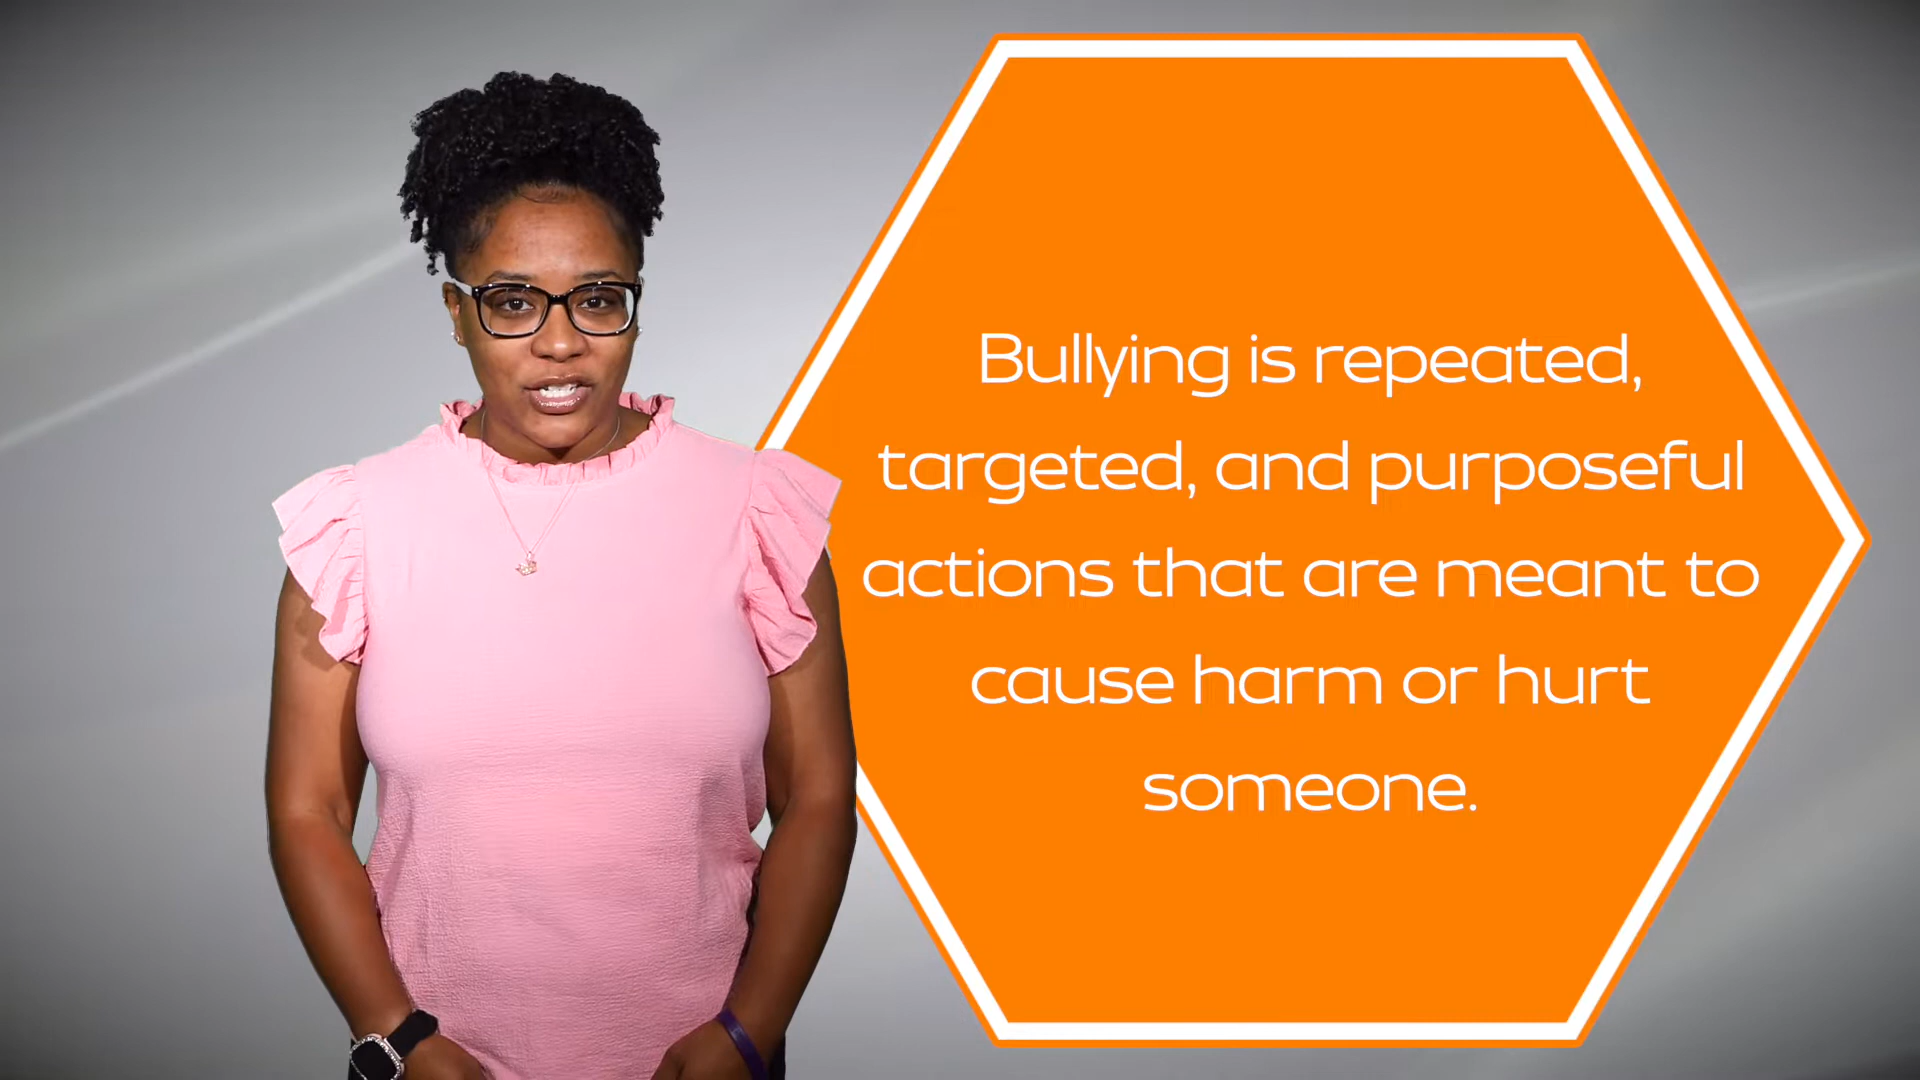 Bullying is repeated,
targeted, and purposeful
actions that are meant to
cause harm or hurt
someone.